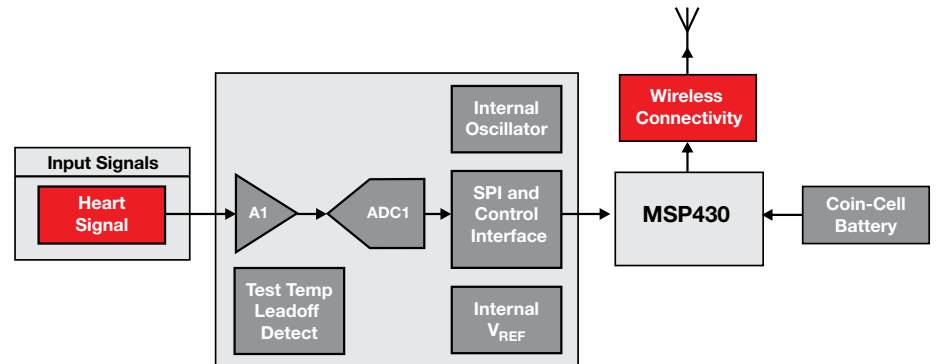 Wireless
Connectivity
Internal
Oscillator
Input Signals
Heart
Signal
A1
ADC1
SPI and
Control
Interface
MSP430
Coin-Cell
Battery
Test Temp
Leadoff
Detect
Internal
VREF